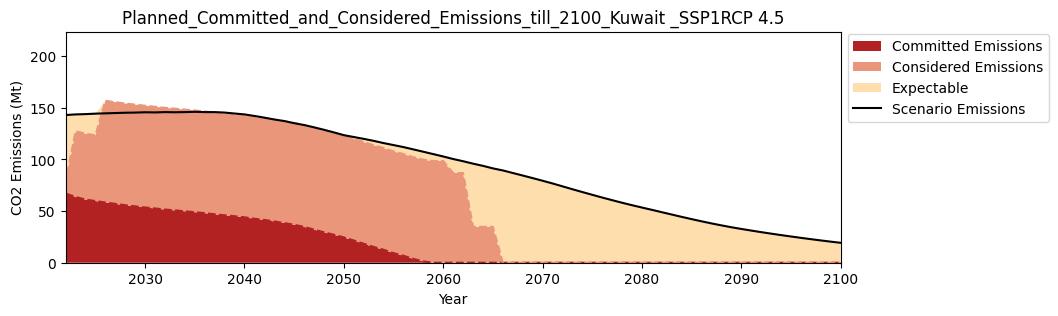 Planned_Committed_and_Considered_Emissions_till_2100_Kuwait _SSP1RCP 4.5
Committed Emissions
Considered Emissions
Expectable
Scenario Emissions
CO2 Emissions (Mt)
200
150
100
50
0
2030 2040 2050 2060 2070 2080 2090 2100
Year